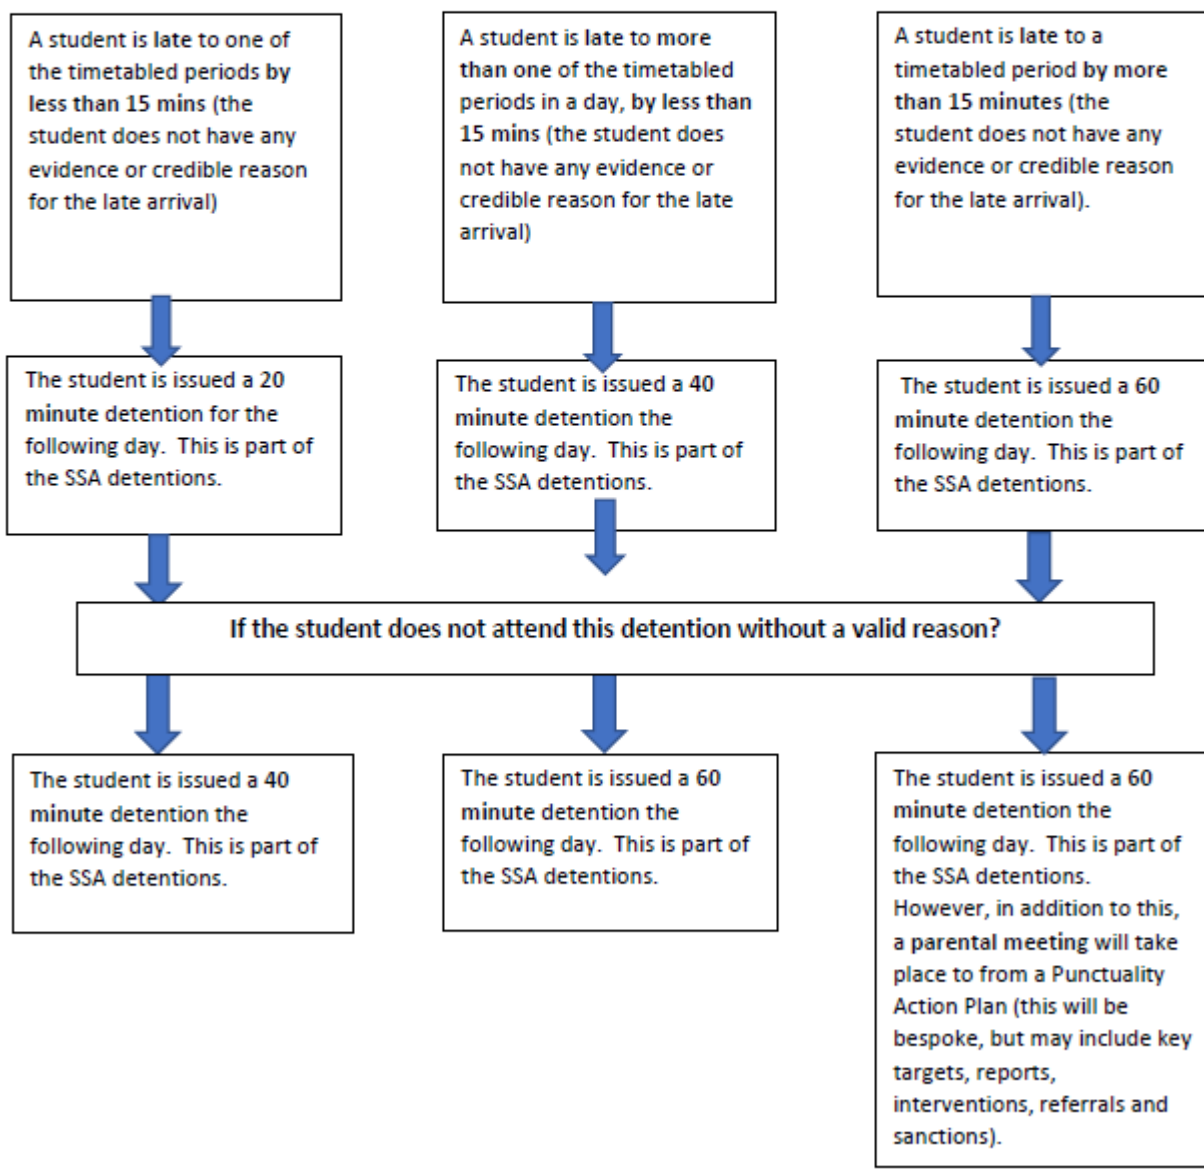 A student is late to one of
the timetabled periods by
less than 15 mins (the
student does not have any
evidence or credible reason
for the late arrival)
A student is late to more
than one of the timetabled
periods in a day, by less than
15 mins (the student does
not have any evidence or
credible reason for the late
arrival)
A student is late to a
timetabled period by more
than 15 minutes (the
student does not have any
evidence or credible reason
for the late arrival).
The student is issued a 20
minute detention for the
following day.  This is part of
the SSA detentions.
The student is issued a 40
minute detention the
following day.  This is part of
the SSA detentions.
The student is issued a 60
minute detention the
following day.  This is part of
the SSA detentions.
If the student does not attend this detention without a valid reason?
The student is issued a 40
minute detention the
following day.  This is part of
the SSA detentions.
The student is issued a 60
minute detention the
following day.  This is part of
the SSA detentions.
The student is issued a 60
minute detention the
following day.  This is part of
the SSA detentions.
However, in addition to this,
a parental meeting will take
place to from a Punctuality
Action Plan (this will be
bespoke, but may include key
targets, reports,
interventions, referrals and
sanctions).